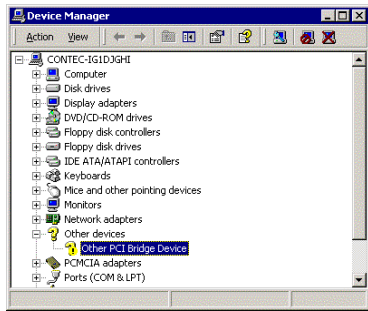 Device Manager
Action View
CONTEC-IG1DJGHI
Computer
Disk drives
Display adapters
DVD/CD-ROM drives
Floppy disk controllers
Floppy disk drives
IDE ATA/ATAPI controllers
Keyboards
Mice and other pointing devices
Monitors
Network adapters
Other devices
Other PCI Bridge Device
PCMCIA adapters
Ports (COM & LPT)